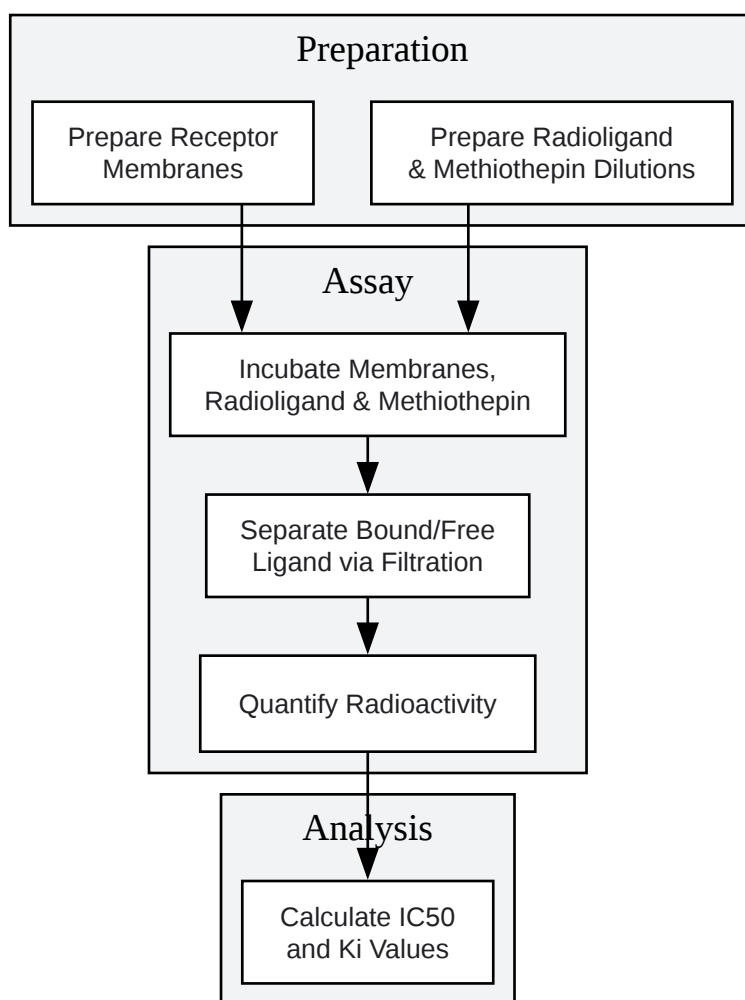 Preparation
Prepare Receptor
Membranes
Prepare Radioligand
& Methiothepin Dilutions
Assay
Incubate Membranes,
Radioligand & Methiothepin
Separate Bound/Free
Ligand via Filtration
Quantify Radioactivity
Analysis
Calculate IC50
and Ki Values